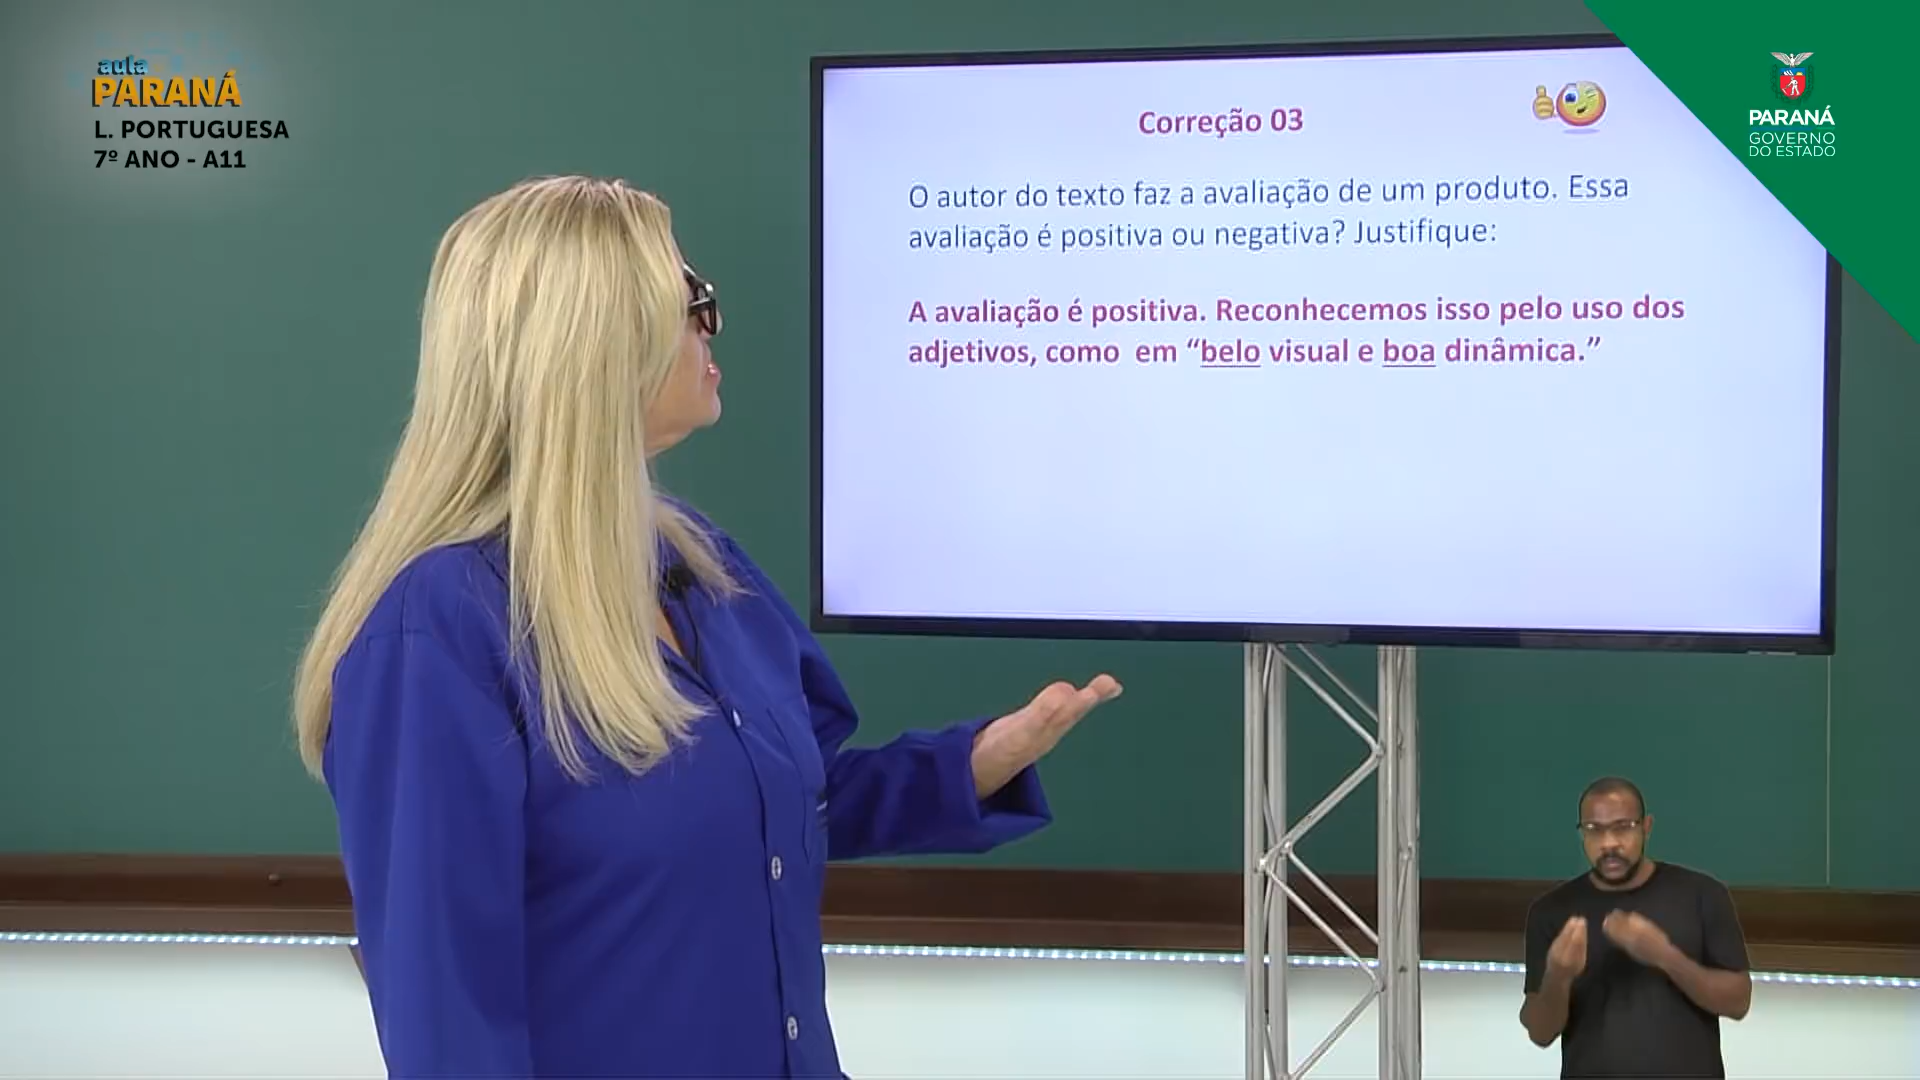 aula
PARANÁ
L. PORTUGUESA
7º ANO - A11
Correção 03
O autor do texto faz a avaliação de um produto. Essa
avaliação é positiva ou negativa? Justifique:
A avaliação é positiva. Reconhecemos isso pelo uso dos
adjetivos, como em “belo visual e boa dinâmica.”
PARANÁ
GOVERNO
DO ESTADO